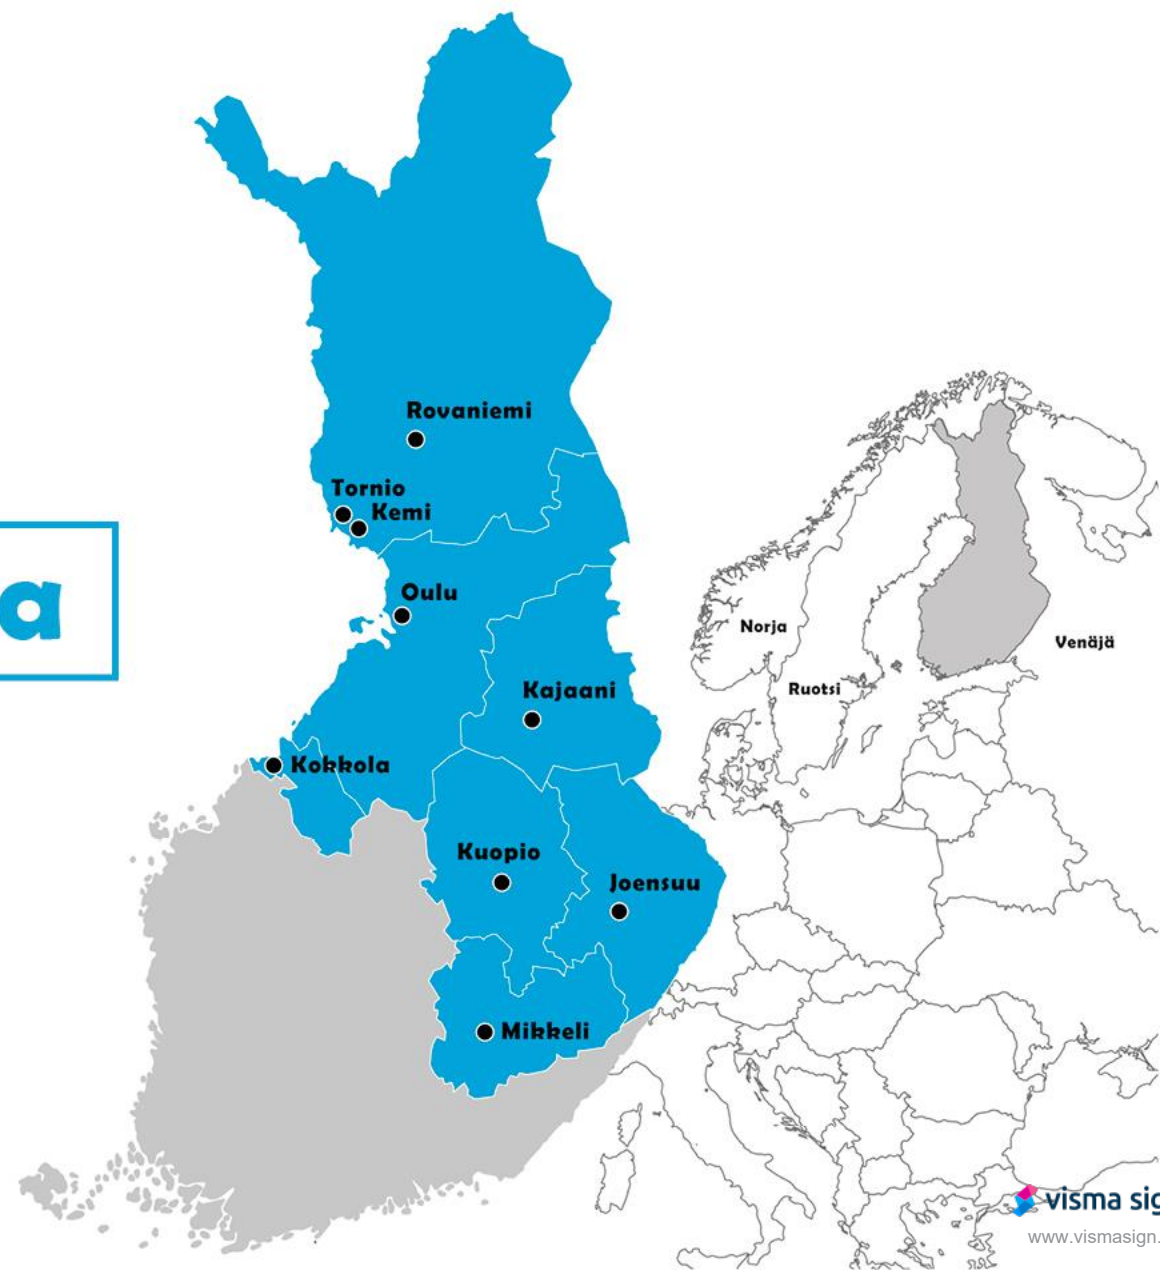 Rovaniemi
Tornio
Kemi
a
Oulu
Norja
Venäjä
Kajaani
Ruotsi
Kokkola
Kuopio
Joensuu
Mikkeli
visma sig
www.vismasign.